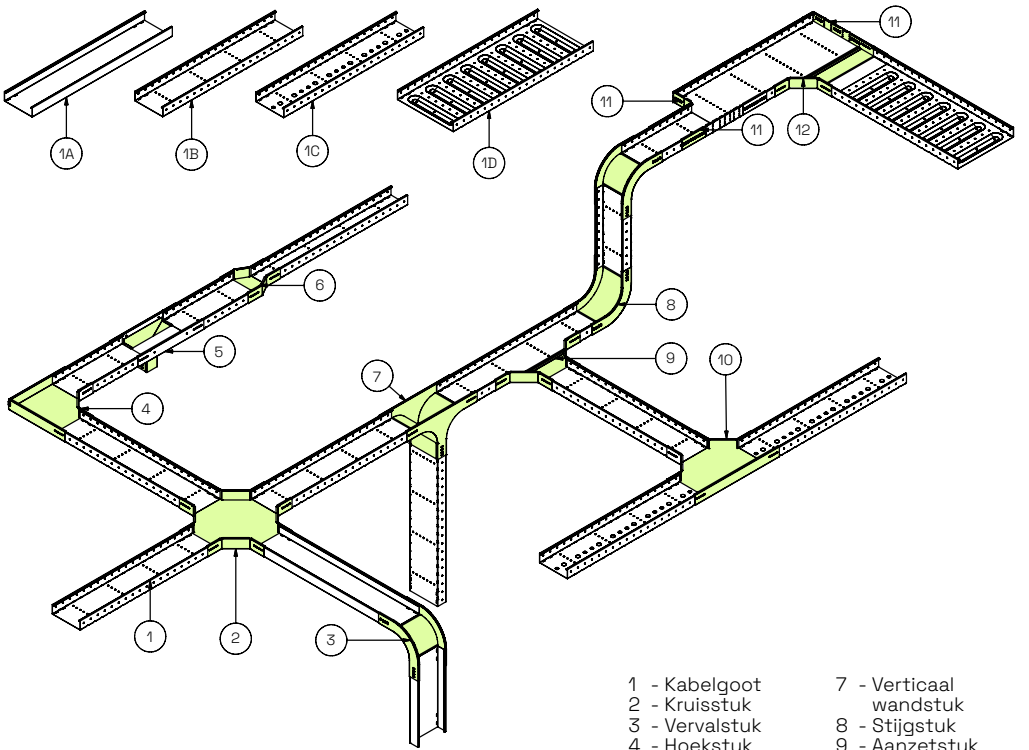 1A
1B
1C
1D
11
11
11
12
6
5
4
7
8
9
10
1
2
3
1 - Kabelgoot
2 - Kruisstuk
3 - Vervalstuk
4 - Hoekstuk
7 - Verticaal
wandstuk
8 - Stijgstuk
9 - Aanzetstuk